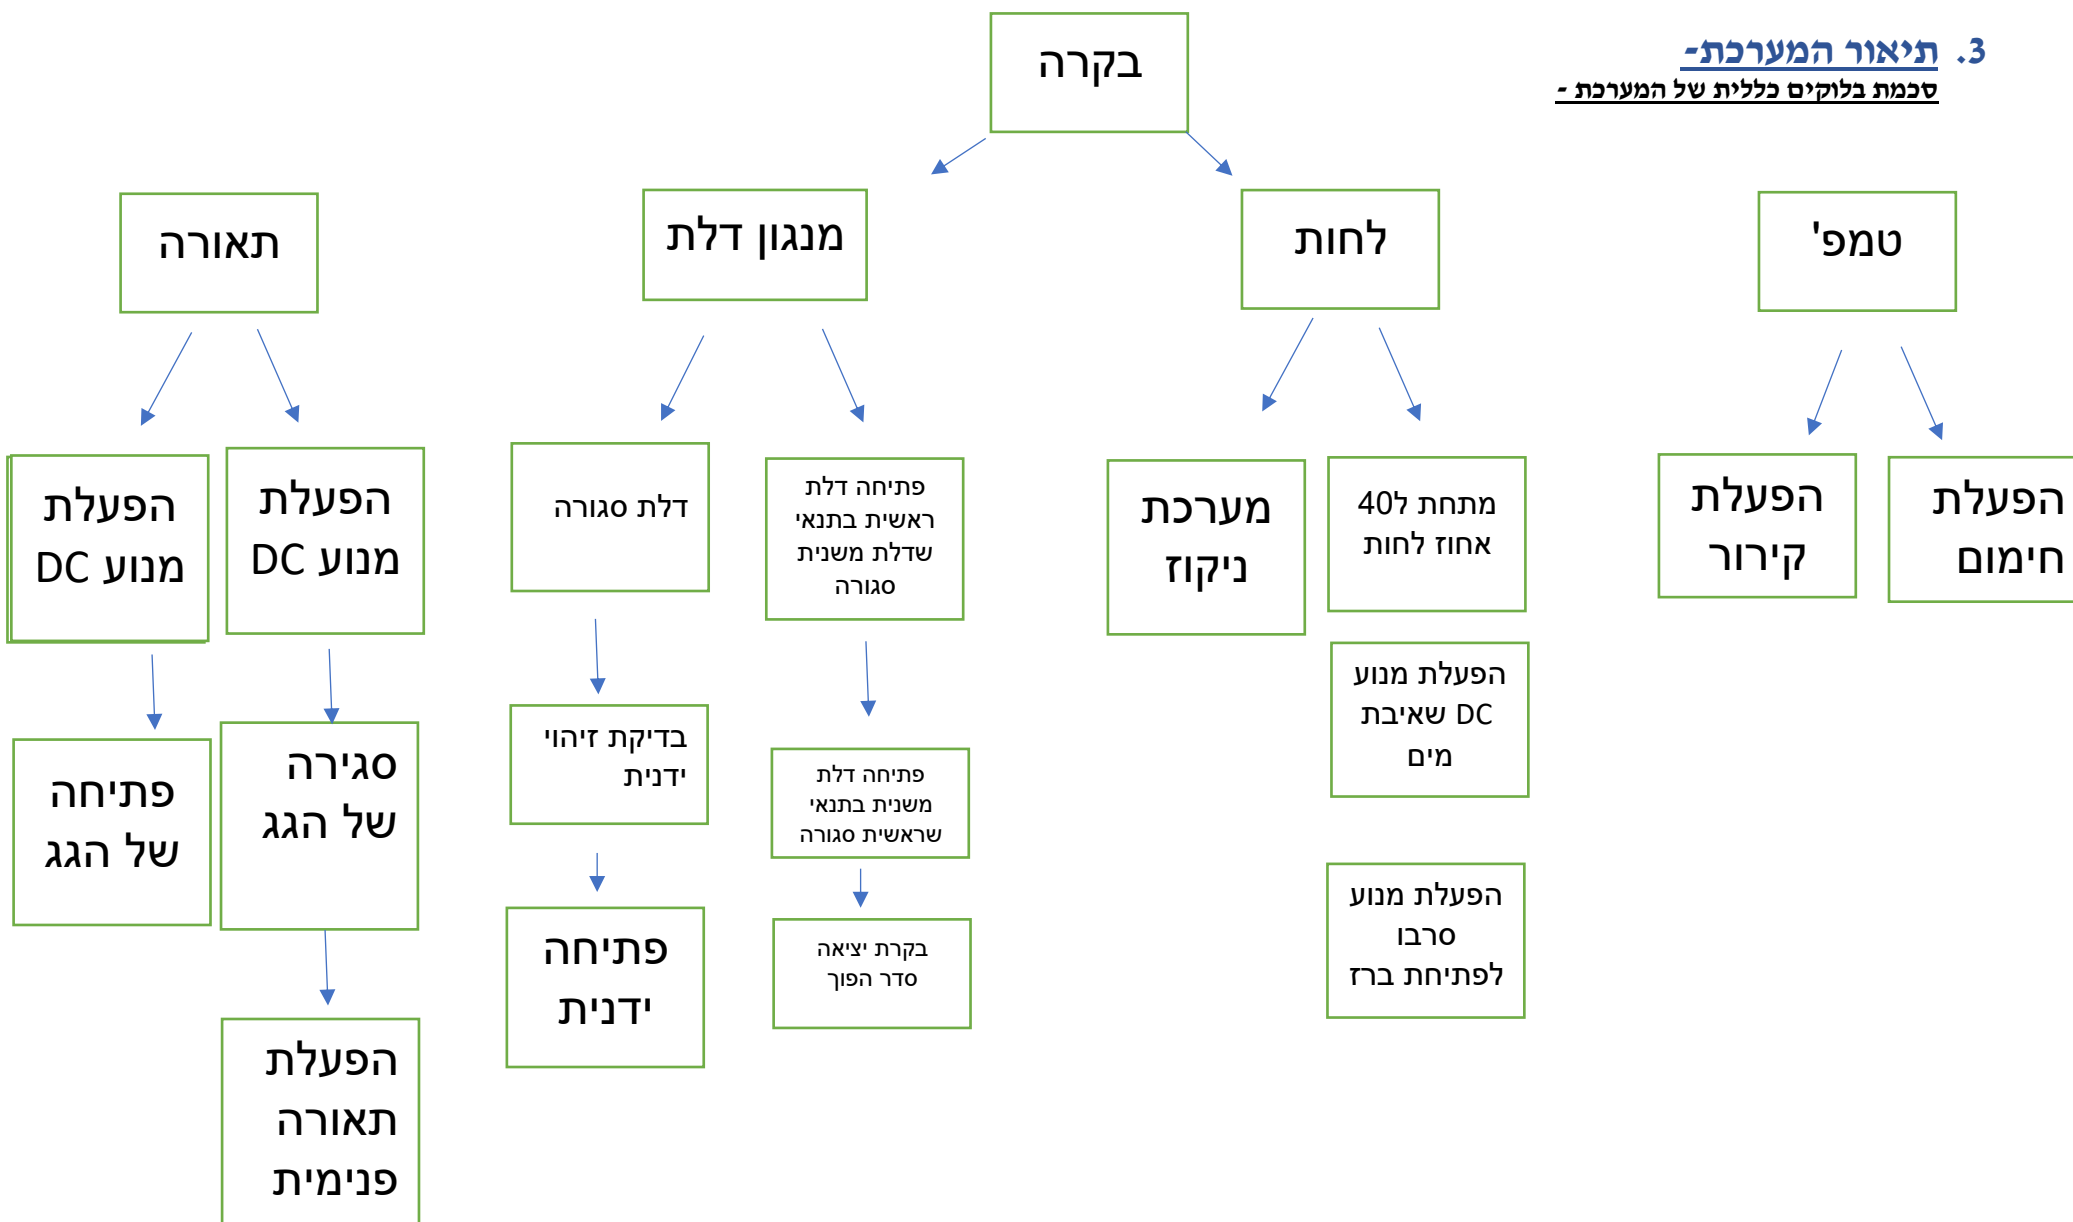 3. תיאור המערכת-
סכמת בלוקים כללית של המערכת -
בקרה
טמפ'
לחות
מנגון דלת
תאורה
הפעלת
חימום
הפעלת
קירור
מתחת ל40
אחוז לחות
הפעלת מנוע
DC שאיבת
מים
הפעלת מנוע
סרבו
לפתיחת ברז
מערכת
ניקוז
פתיחה דלת
ראשית בתנאי
שדלת משנית
סגורה
פתיחה דלת
משנית בתנאי
שראשית סגורה
בקרת יציאה
סדר הפוך
דלת סגורה
בדיקת זיהוי
ידנית
פתיחה
ידנית
הפעלת
מנוע DC
סגירה
של הגג
הפעלת
תאורה
פנימית
הפעלת
מנוע DC
פתיחה
של הגג